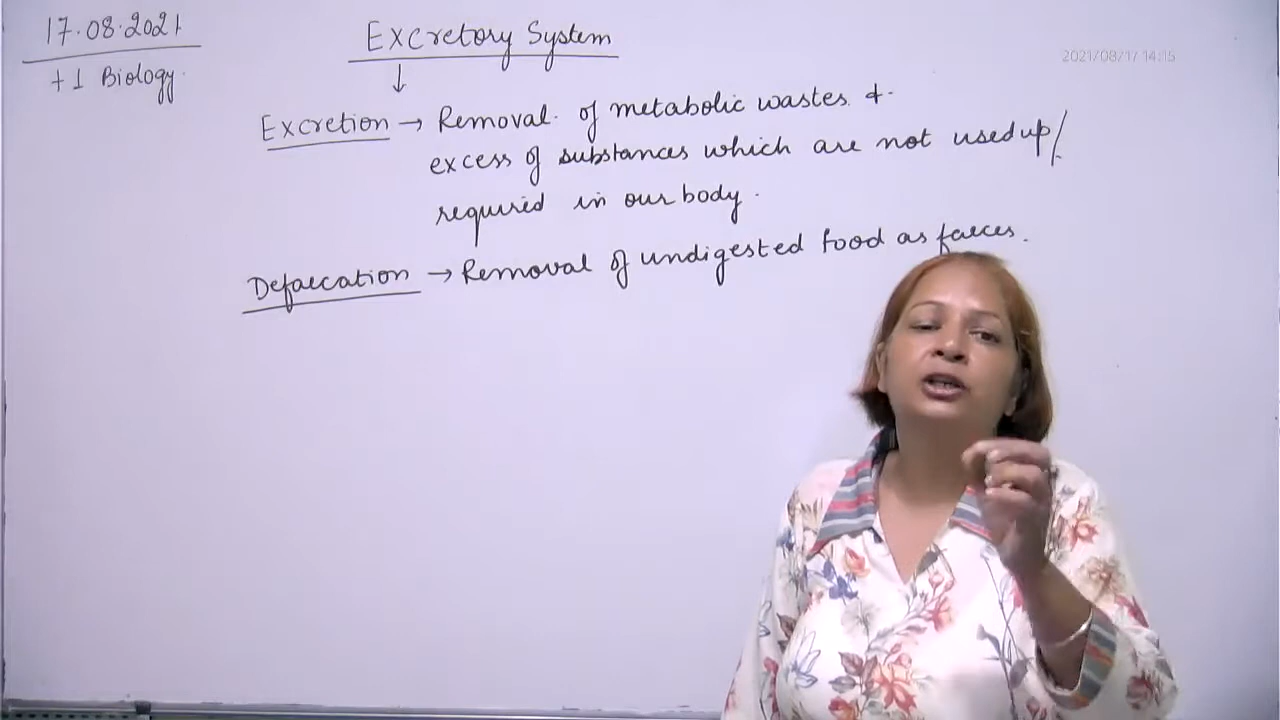 17.08.2021
+1 Biology
Excretory System
2021/08/17 14:15
↓
Excretion → Removal of metabolic wastes &
excess of substances which are not used up/
required in our body.
Defaecation → Removal of undigested food as faeces.